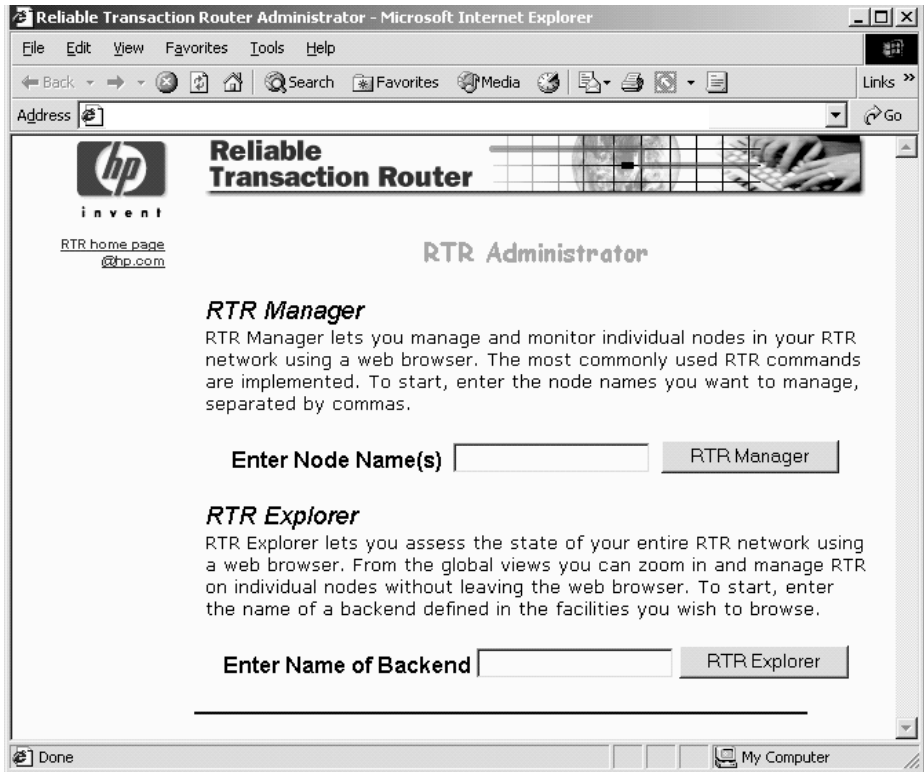 Reliable Transaction Router Administrator - Microsoft Internet Explorer
File Edit View Favorites Tools Help
Back Search Favorites Media Links »
Address Go
hp
invent
Reliable
Transaction Router
RTR home page
@hp.com
RTR Administrator
RTR Manager
RTR Manager lets you manage and monitor individual nodes in your RTR
network using a web browser. The most commonly used RTR commands
are implemented. To start, enter the node names you want to manage,
separated by commas.
Enter Node Name(s) RTR Manager
RTR Explorer
RTR Explorer lets you assess the state of your entire RTR network using
a web browser. From the global views you can zoom in and manage RTR
on individual nodes without leaving the web browser. To start, enter
the name of a backend defined in the facilities you wish to browse.
Enter Name of Backend RTR Explorer
Done My Computer